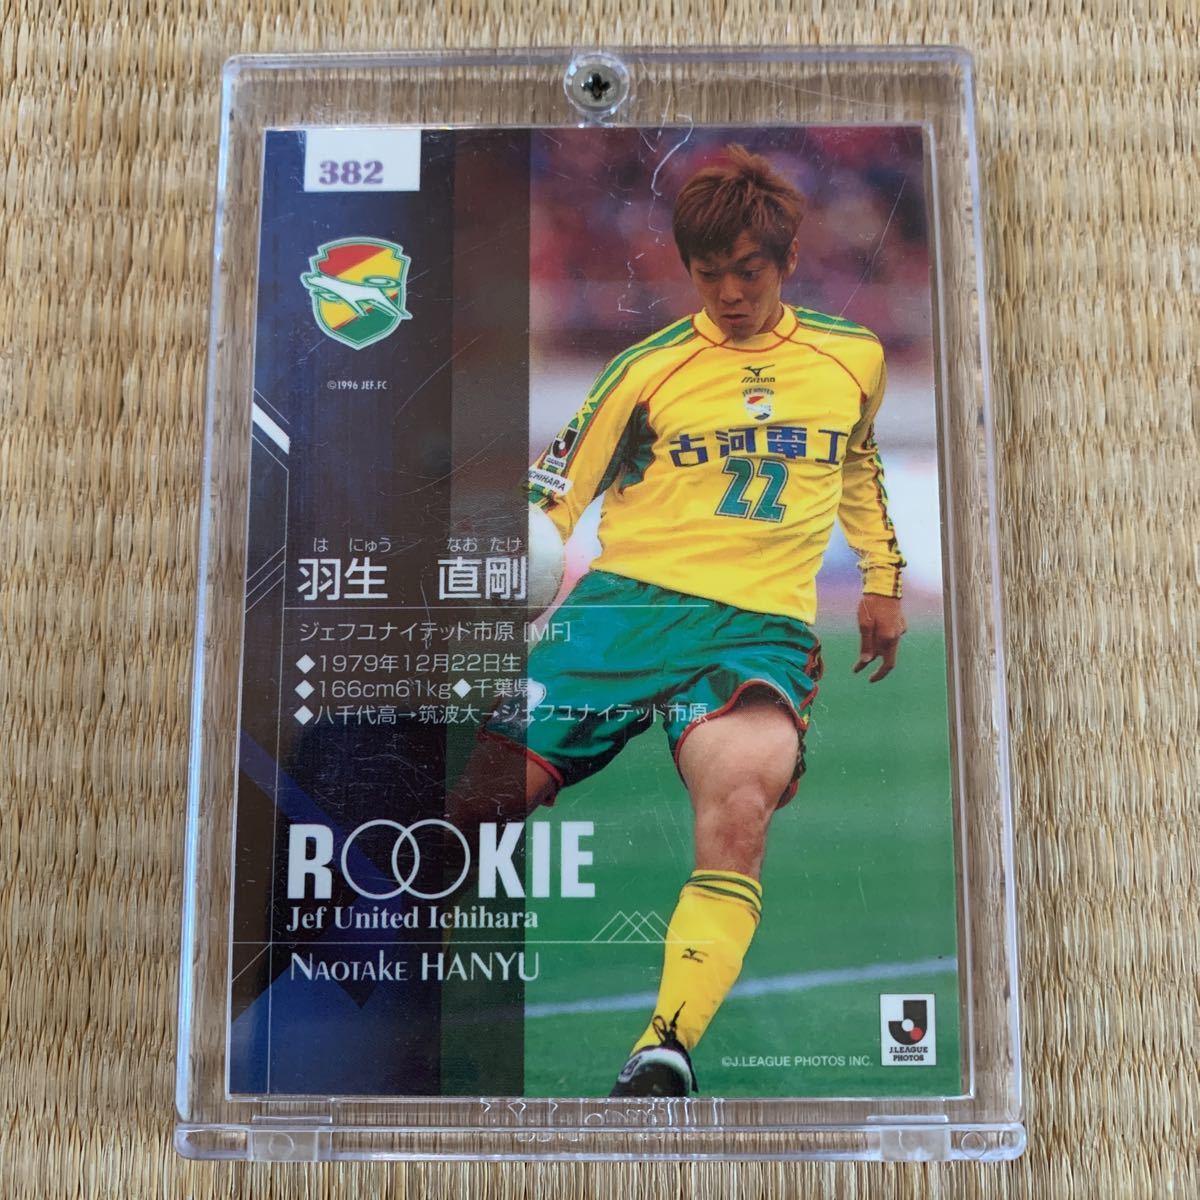 382
©1996 JEF.FC
MIZUNO
JEF UNITED
古河電工
22
ICHIHARA
は にゅう なお たけ
羽生 直剛
ジェフユナイテッド市原 [MF]
◆1979年12月22日生
◆166cm61kg◆千葉県
◆八千代高→筑波大→ジェフユナイテッド市原
ROOKIE
Jef United Ichihara
NAOTAKE HANYU
©J.LEAGUE PHOTOS INC.
J.LEAGUE
PHOTOS